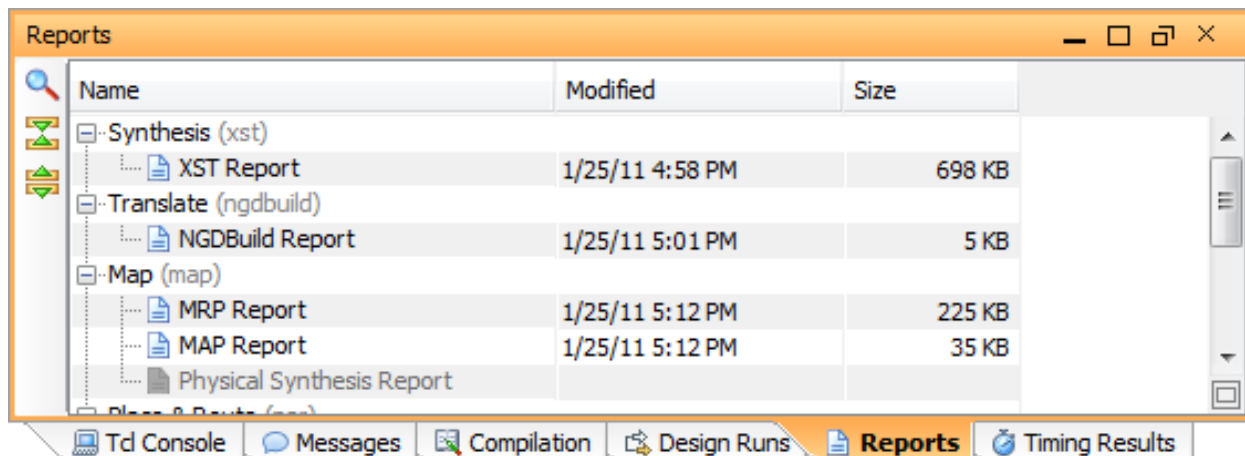 Reports
Name Modified Size
Synthesis (xst)
XST Report 1/25/11 4:58 PM 698 KB
Translate (ngdbuild)
NGDBuild Report 1/25/11 5:01 PM 5 KB
Map (map)
MRP Report 1/25/11 5:12 PM 225 KB
MAP Report 1/25/11 5:12 PM 35 KB
Physical Synthesis Report
Place & Route (par)
Tcl Console Messages Compilation Design Runs Reports Timing Results